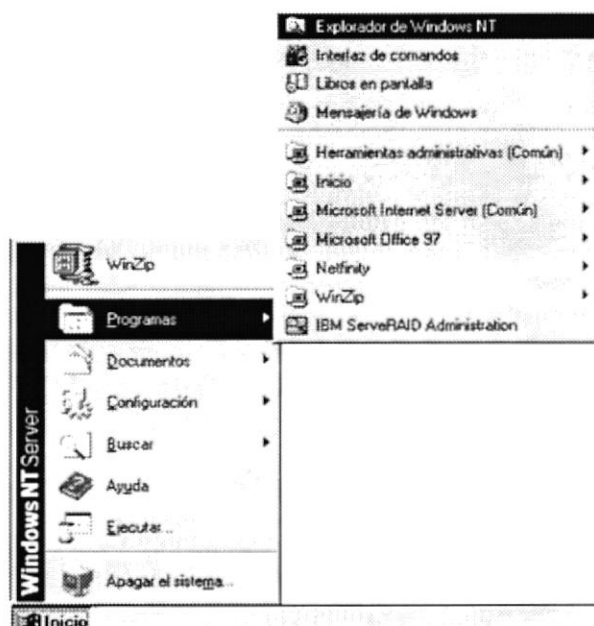 Explorador de Windows NT
Interfaz de comandos
Libros en pantalla
Mensajería de Windows
Herramientas administrativas (Común)
Inicio
Microsoft Internet Server (Común)
Microsoft Office 97
Netfinity
WinZip
IBM ServeRAID Administration
WinZip
Programas
Documentos
Configuración
Buscar
Ayuda
Ejecutar...
Apagar el sistema...
Windows NT Server
Inicio